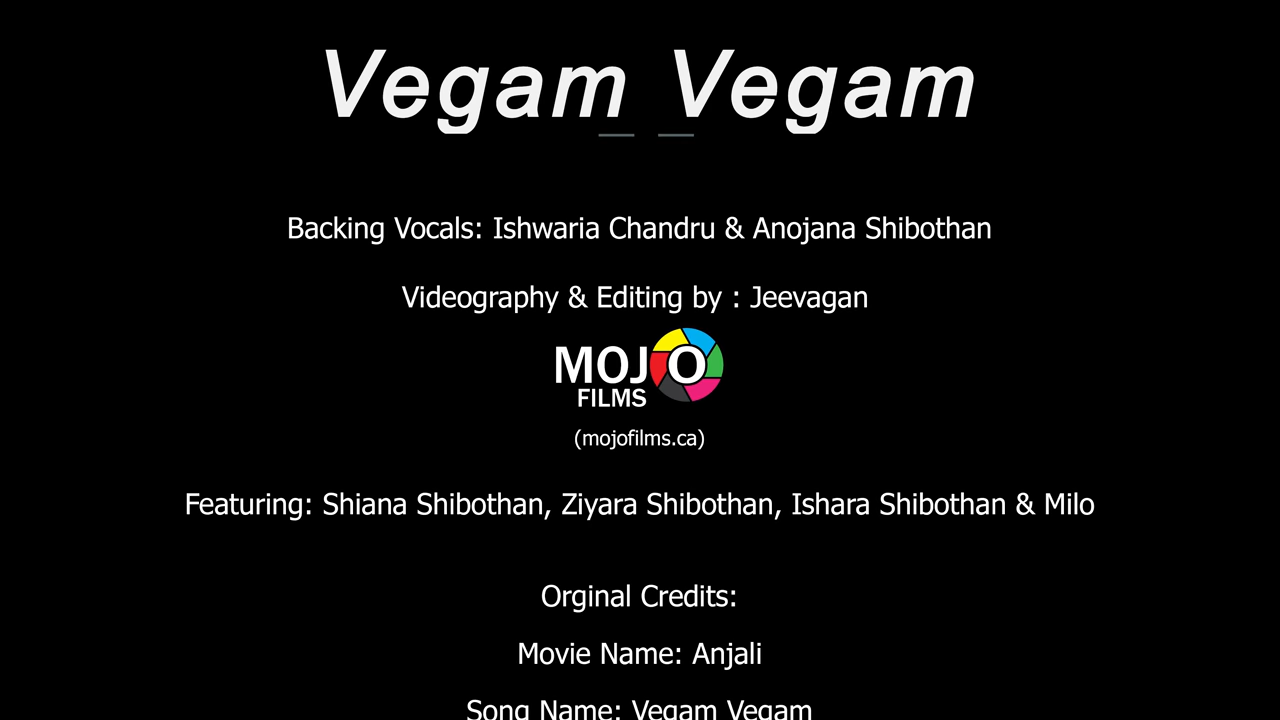 Vegam Vegam
Backing Vocals: Ishwaria Chandru & Anojana Shibothan
Videography & Editing by : Jeevagan
MOJO
FILMS
(mojofilms.ca)
Featuring: Shiana Shibothan, Ziyara Shibothan, Ishara Shibothan & Milo
Orginal Credits:
Movie Name: Anjali
Song Name: Vegam Vegam